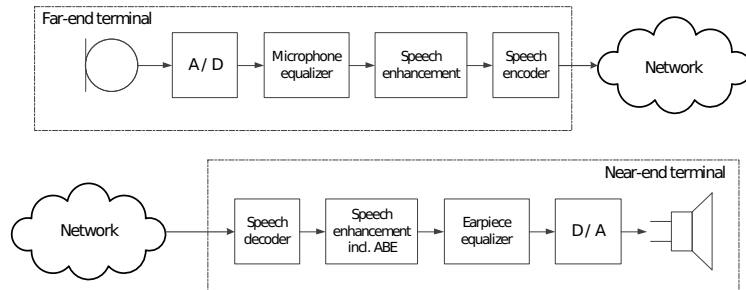 Far-end terminal
A / D
Microphone
equalizer
Speech
enhancement
Speech
encoder
Network
Near-end terminal
Network
Speech
decoder
Speech
enhancement
incl. ABE
Earpiece
equalizer
D / A